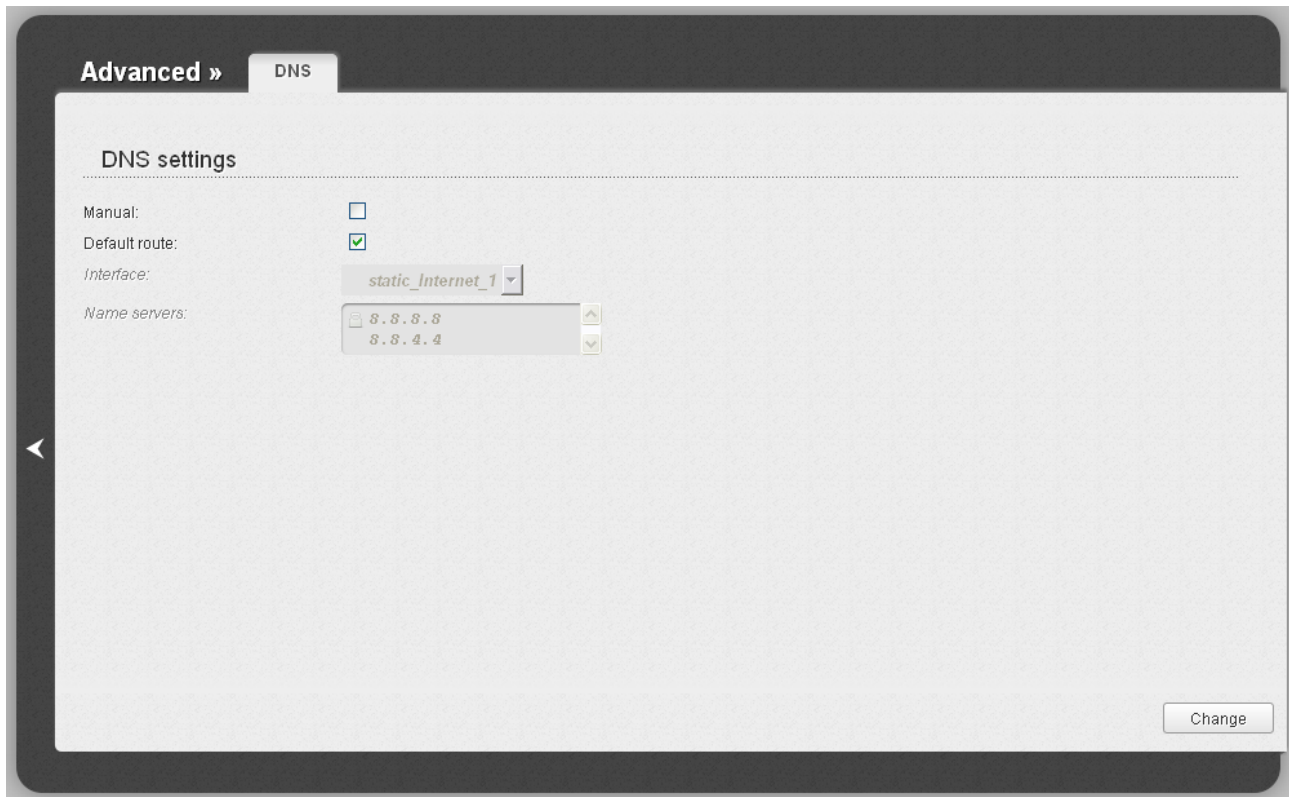 Advanced »
DNS
DNS settings
Manual:
Default route:
Interface: static_Internet_1
Name servers: 8.8.8.8
8.8.4.4
Change